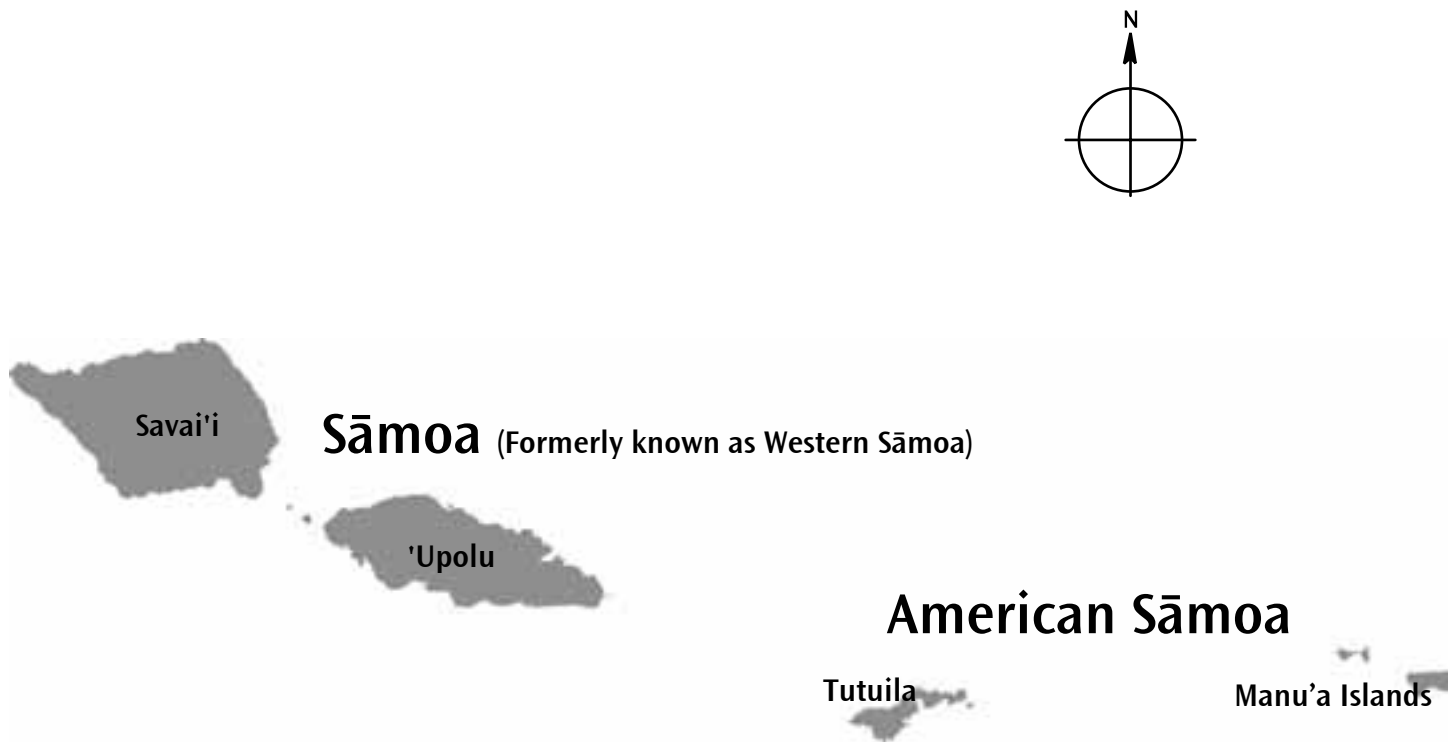 N
Savai'i
Sāmoa (Formerly known as Western Sāmoa)
'Upolu
American Sāmoa
Tutuila
Manu’a Islands